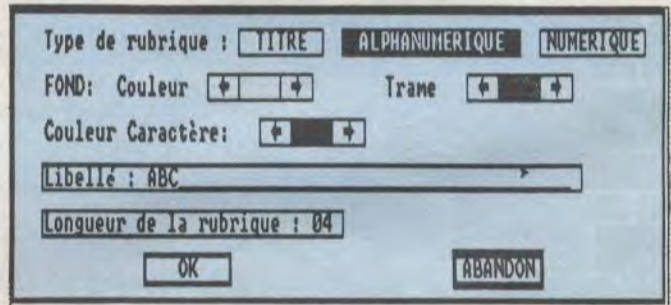 Type de rubrique : TITRE ALPHANUMERIQUE NUMERIQUE
FOND: Couleur Trame
Couleur Caractère:
Libellé : ABC
Longueur de la rubrique : 04
OK ABANDON